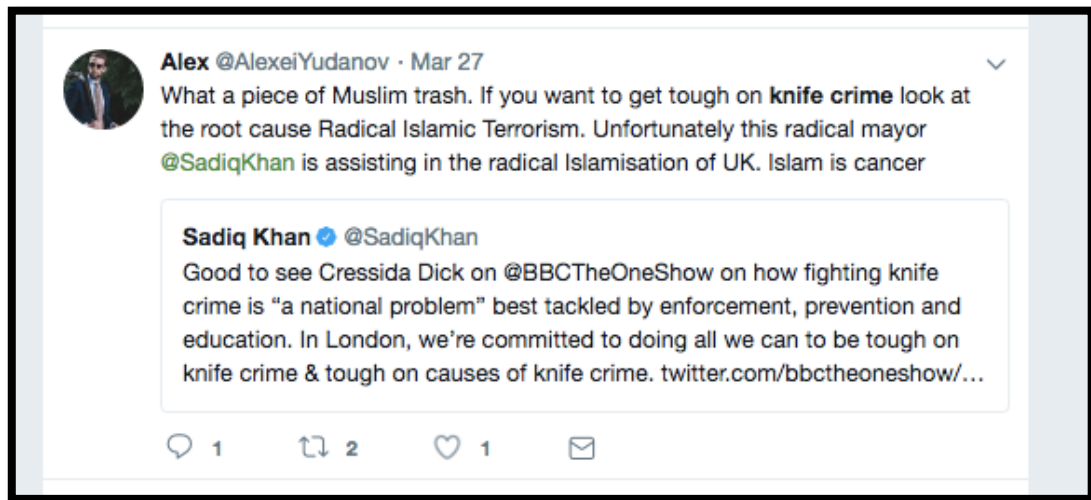 Alex @AlexeiYudanov · Mar 27
What a piece of Muslim trash. If you want to get tough on knife crime look at
the root cause Radical Islamic Terrorism. Unfortunately this radical mayor
@SadiqKhan is assisting in the radical Islamisation of UK. Islam is cancer
Sadiq Khan @SadiqKhan
Good to see Cressida Dick on @BBCTheOneShow on how fighting knife
crime is “a national problem” best tackled by enforcement, prevention and
education. In London, we’re committed to doing all we can to be tough on
knife crime & tough on causes of knife crime. twitter.com/bbctheoneshow/…
1 2 1